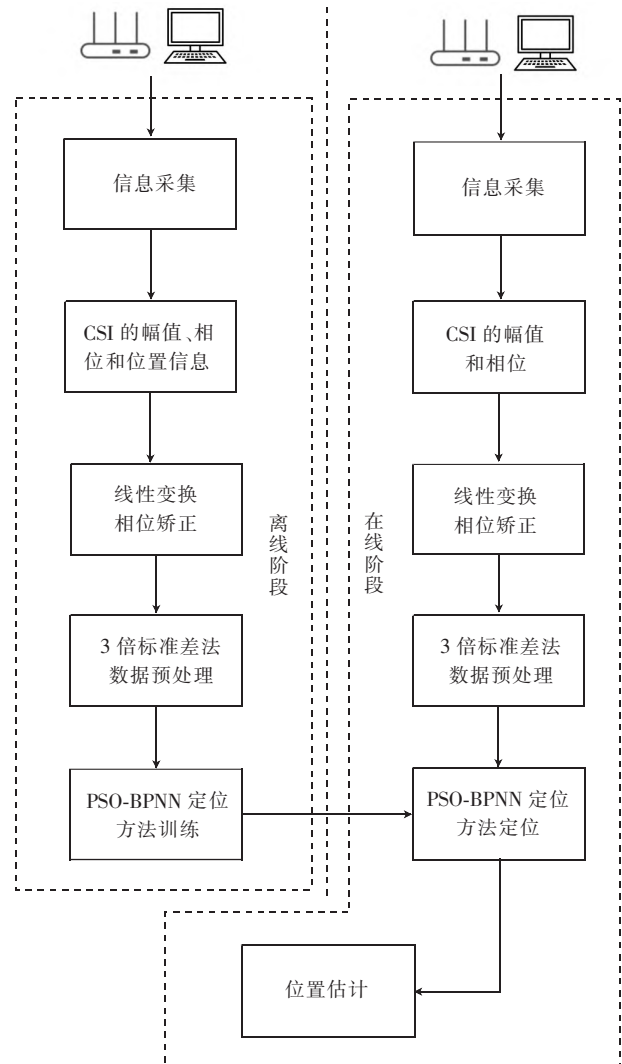 信息采集
CSI 的幅值、相
位和位置信息
线性变换
相位矫正
3 倍标准差法
数据预处理
PSO-BPNN 定位
方法训练
离线阶段
在线阶段
信息采集
CSI 的幅值
和相位
线性变换
相位矫正
3 倍标准差法
数据预处理
PSO-BPNN 定位
方法定位
位置估计